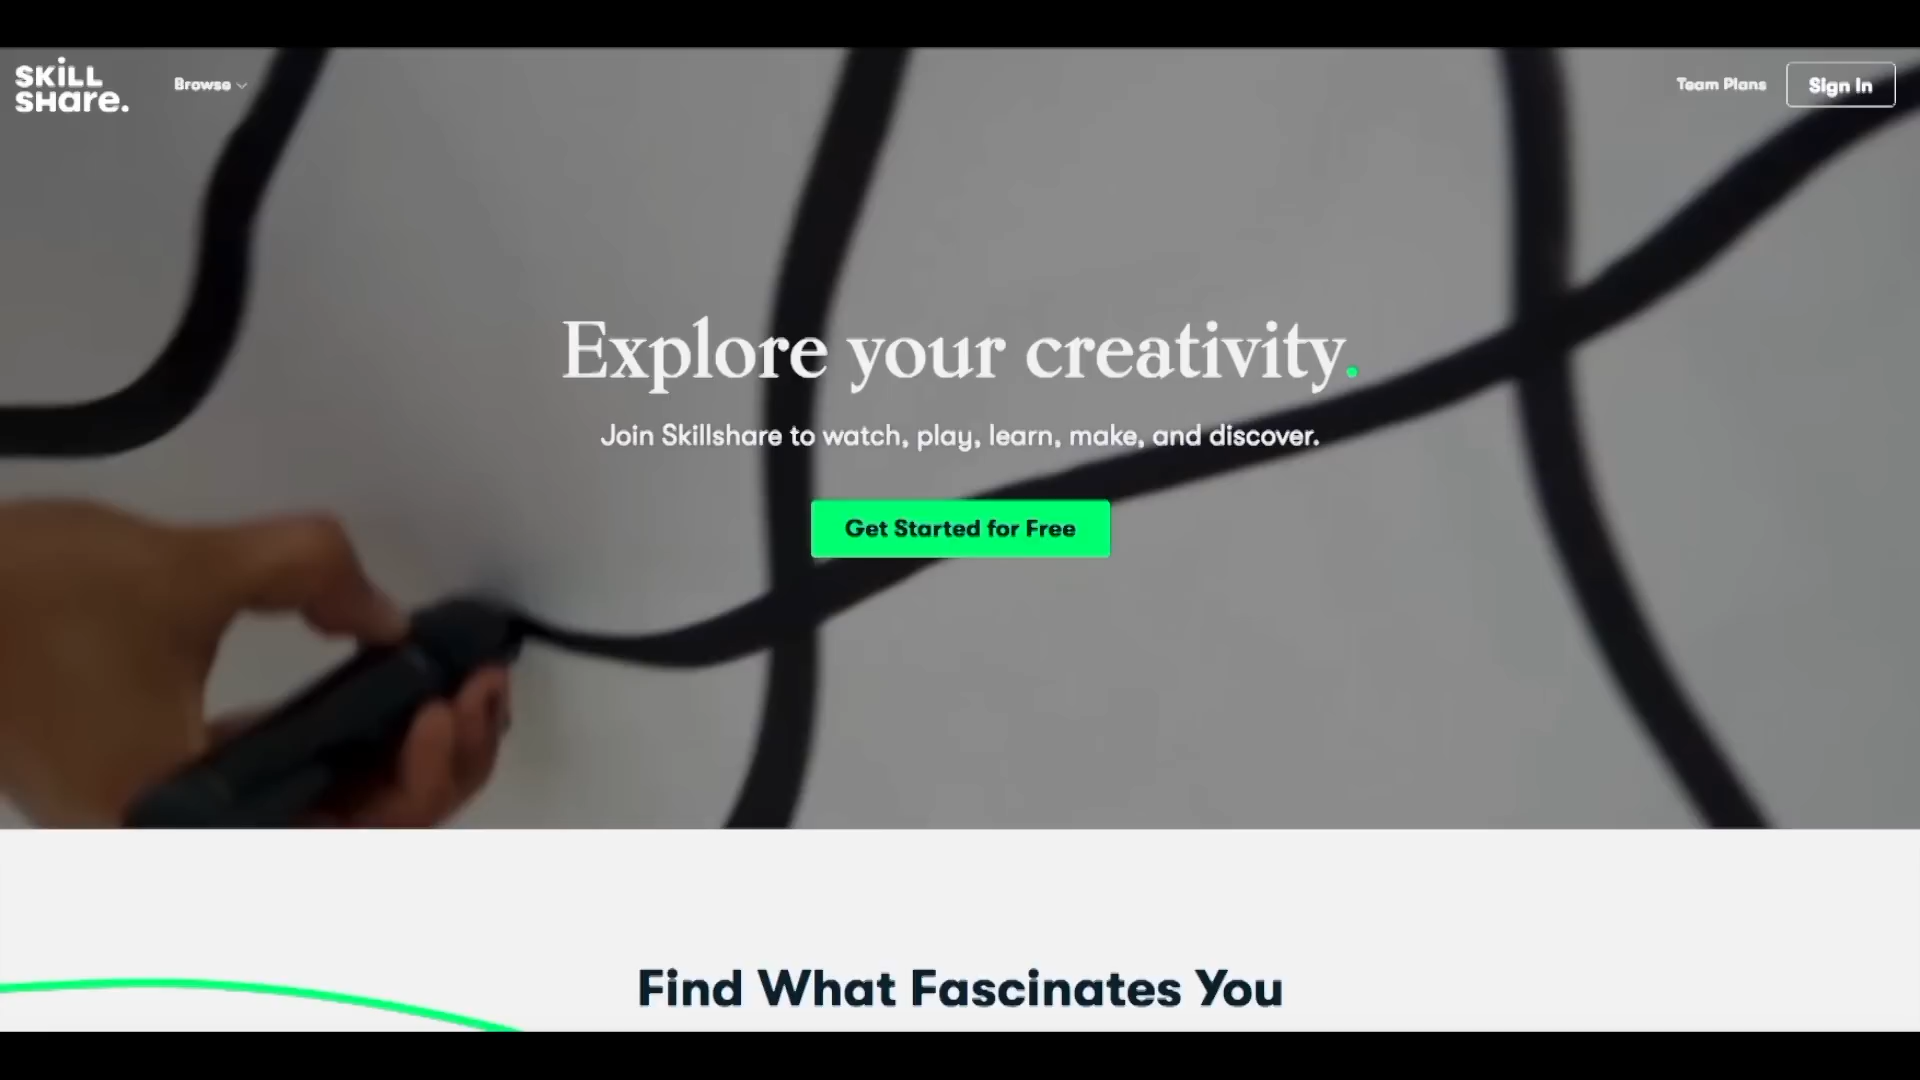 SKiLL
SHare.
Browse
Team Plans
Sign In
Explore your creativity.
Join Skillshare to watch, play, learn, make, and discover.
Get Started for Free
Find What Fascinates You